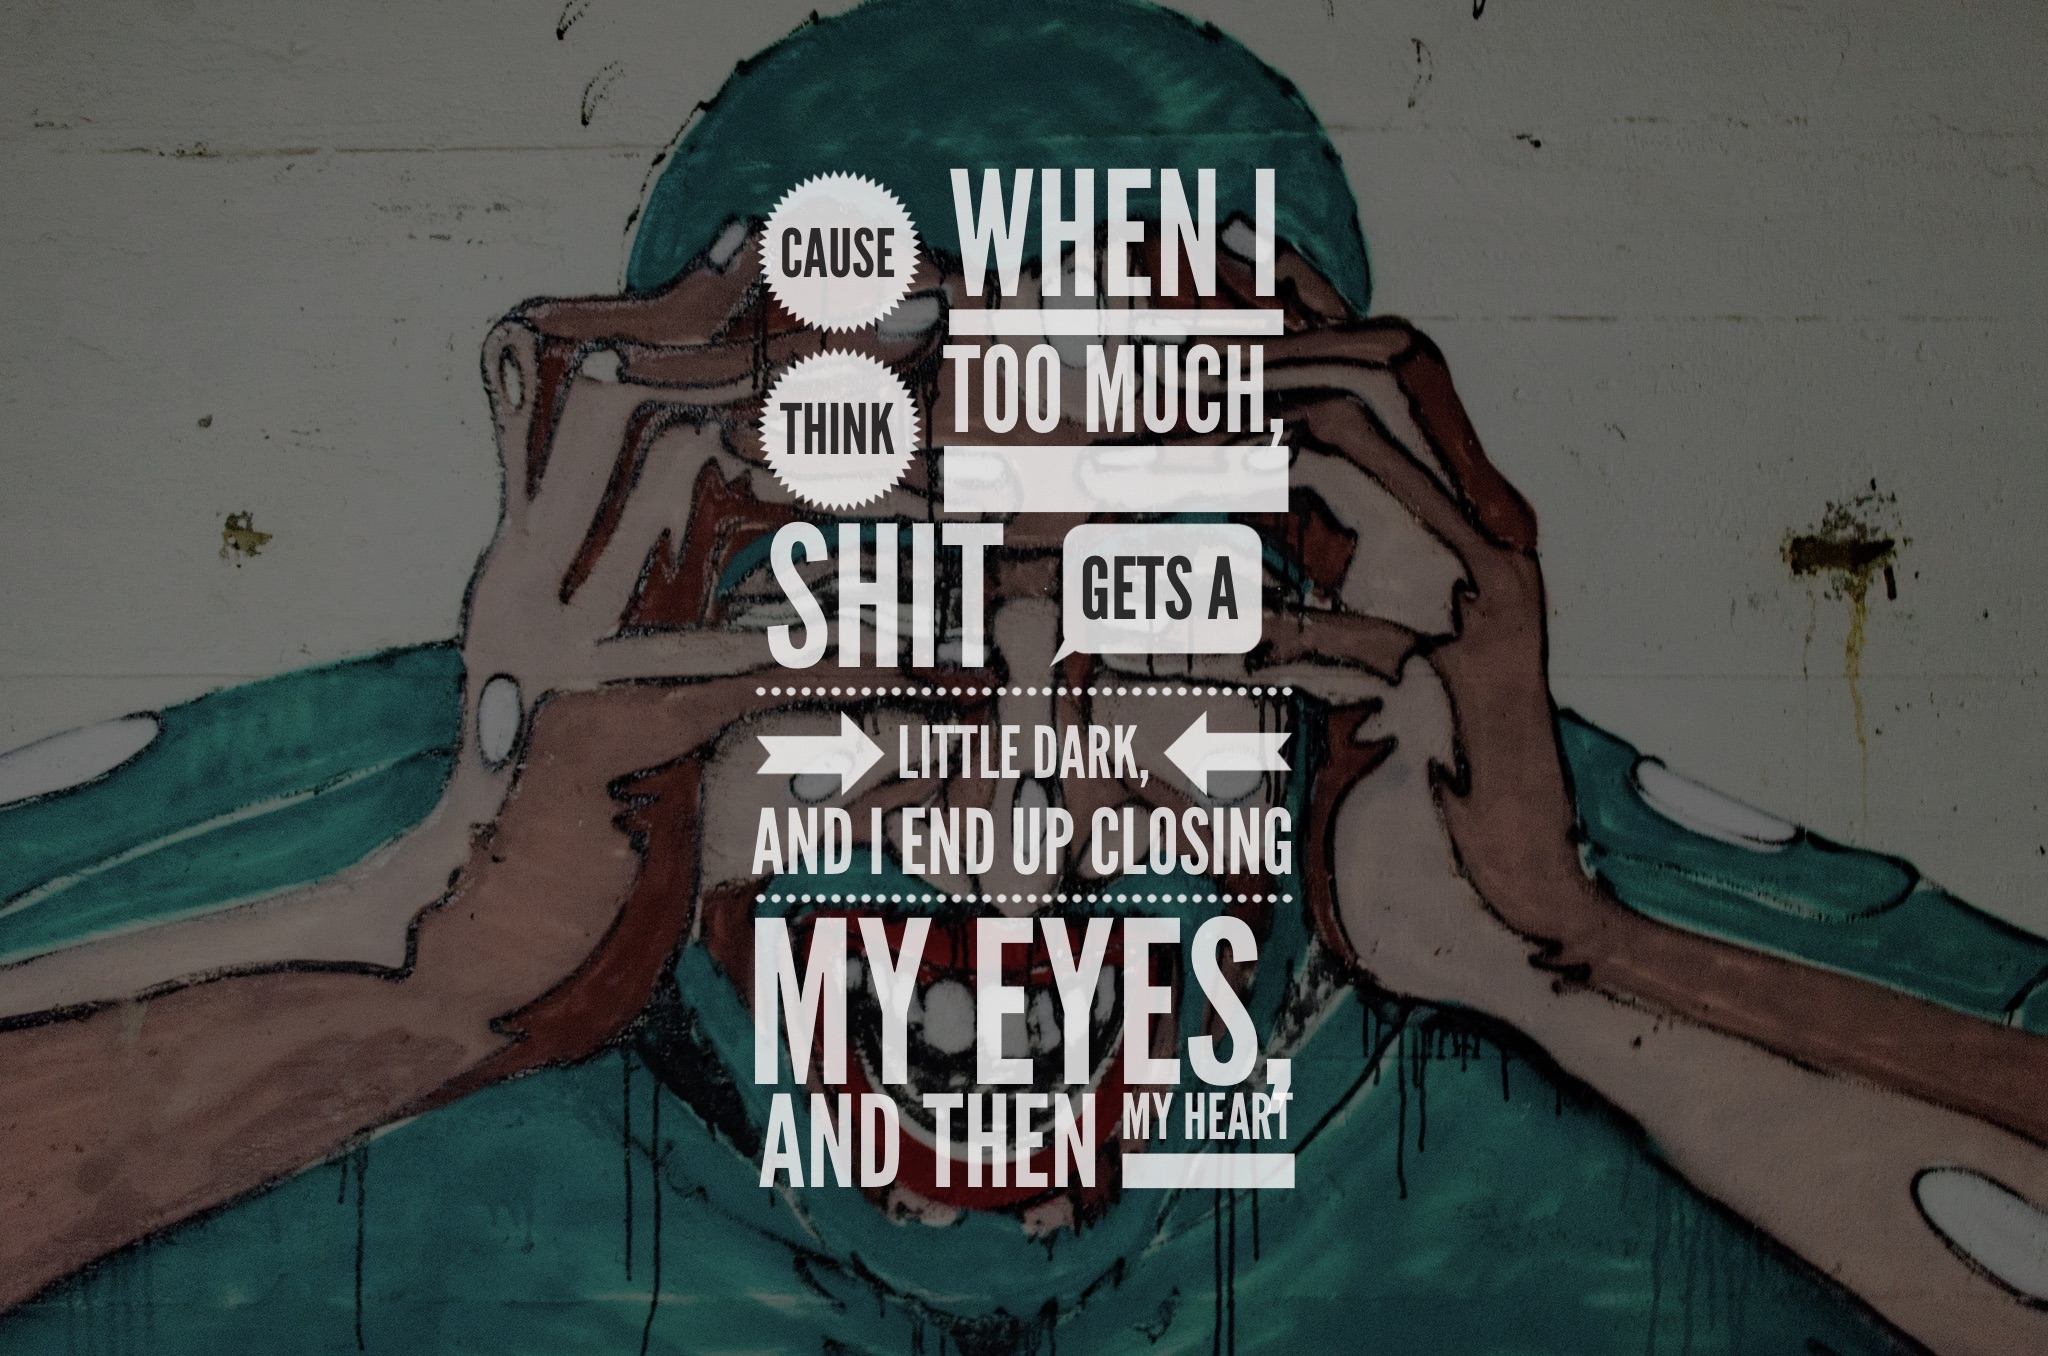 CAUSE WHEN I
THINK TOO MUCH,
SHIT GETS A
LITTLE DARK,
AND I END UP CLOSING
MY EYES,
AND THEN MY HEART